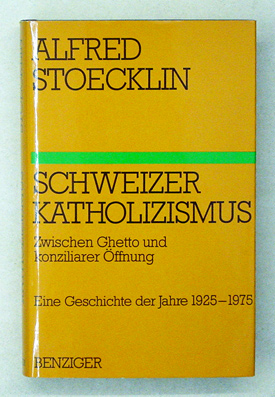 ALFRED
STOECKLIN
SCHWEIZER
KATHOLIZISMUS
Zwischen Ghetto und
konziliarer Öffnung
Eine Geschichte der Jahre 1925–1975
BENZIGER